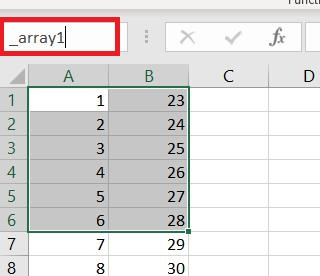 Functi
_array1
fx
A B C D
1 1 23
2 2 24
3 3 25
4 4 26
5 5 27
6 6 28
7 7 29
8 8 30